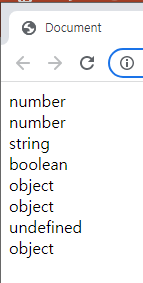 Document
number
number
string
boolean
object
object
undefined
object